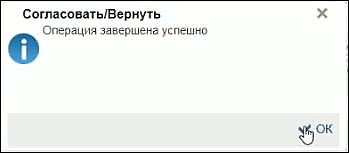 Согласовать/Вернуть
Операция завершена успешно
OK